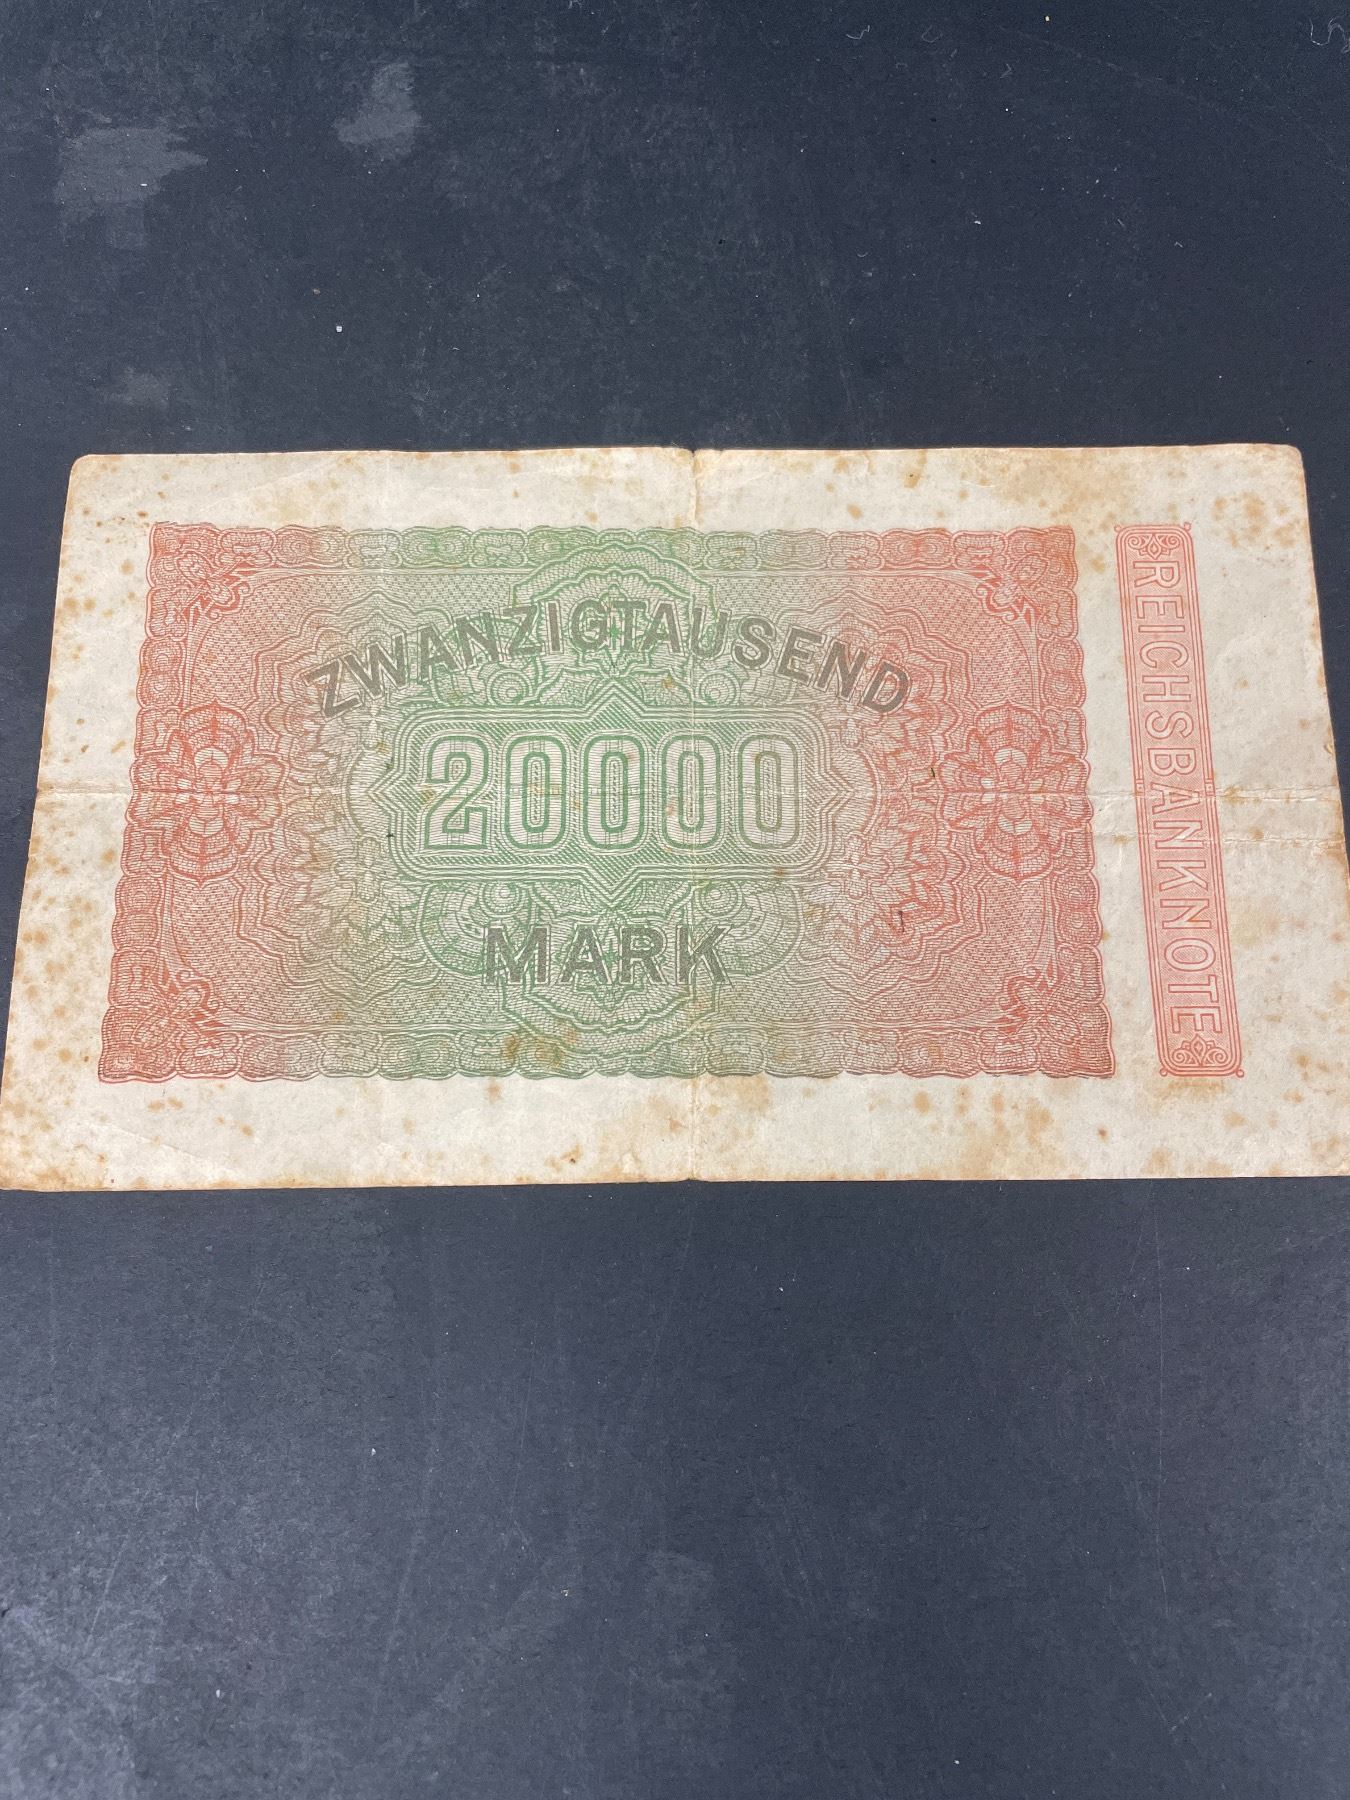 ZWANZIGTAUSEND
20000
MARK
REICHSBANKNOTE